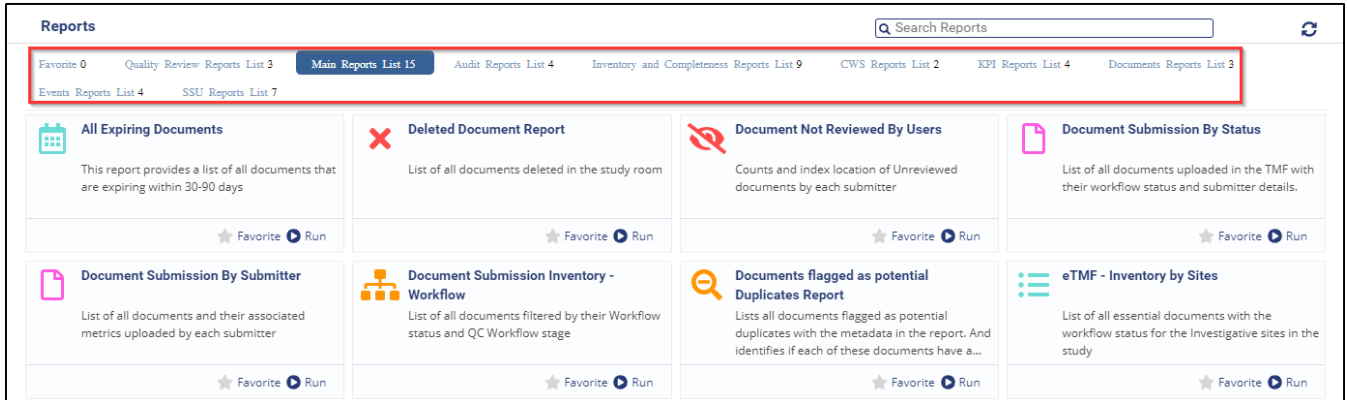 Reports
Search Reports
Favorite 0 Quality Review Reports List 3 Main Reports List 15 Audit Reports List 4 Inventory and Completeness Reports List 9 CWS Reports List 2 KPI Reports List 4 Documents Reports List 3
Events Reports List 4 SSU Reports List 7
All Expiring Documents
This report provides a list of all documents that
are expiring within 30-90 days
Favorite Run
Deleted Document Report
List of all documents deleted in the study room
Favorite Run
Document Not Reviewed By Users
Counts and index location of Unreviewed
documents by each submitter
Favorite Run
Document Submission By Status
List of all documents uploaded in the TMF with
their workflow status and submitter details.
Favorite Run
Document Submission By Submitter
List of all documents and their associated
metrics uploaded by each submitter
Favorite Run
Document Submission Inventory -
Workflow
List of all documents filtered by their Workflow
status and QC Workflow stage
Favorite Run
Documents flagged as potential
Duplicates Report
Lists all documents flagged as potential
duplicates with the metadata in the report. And
identifies if each of these documents have a...
Favorite Run
eTMF - Inventory by Sites
List of all essential documents with the
workflow status for the Investigative sites in the
study
Favorite Run